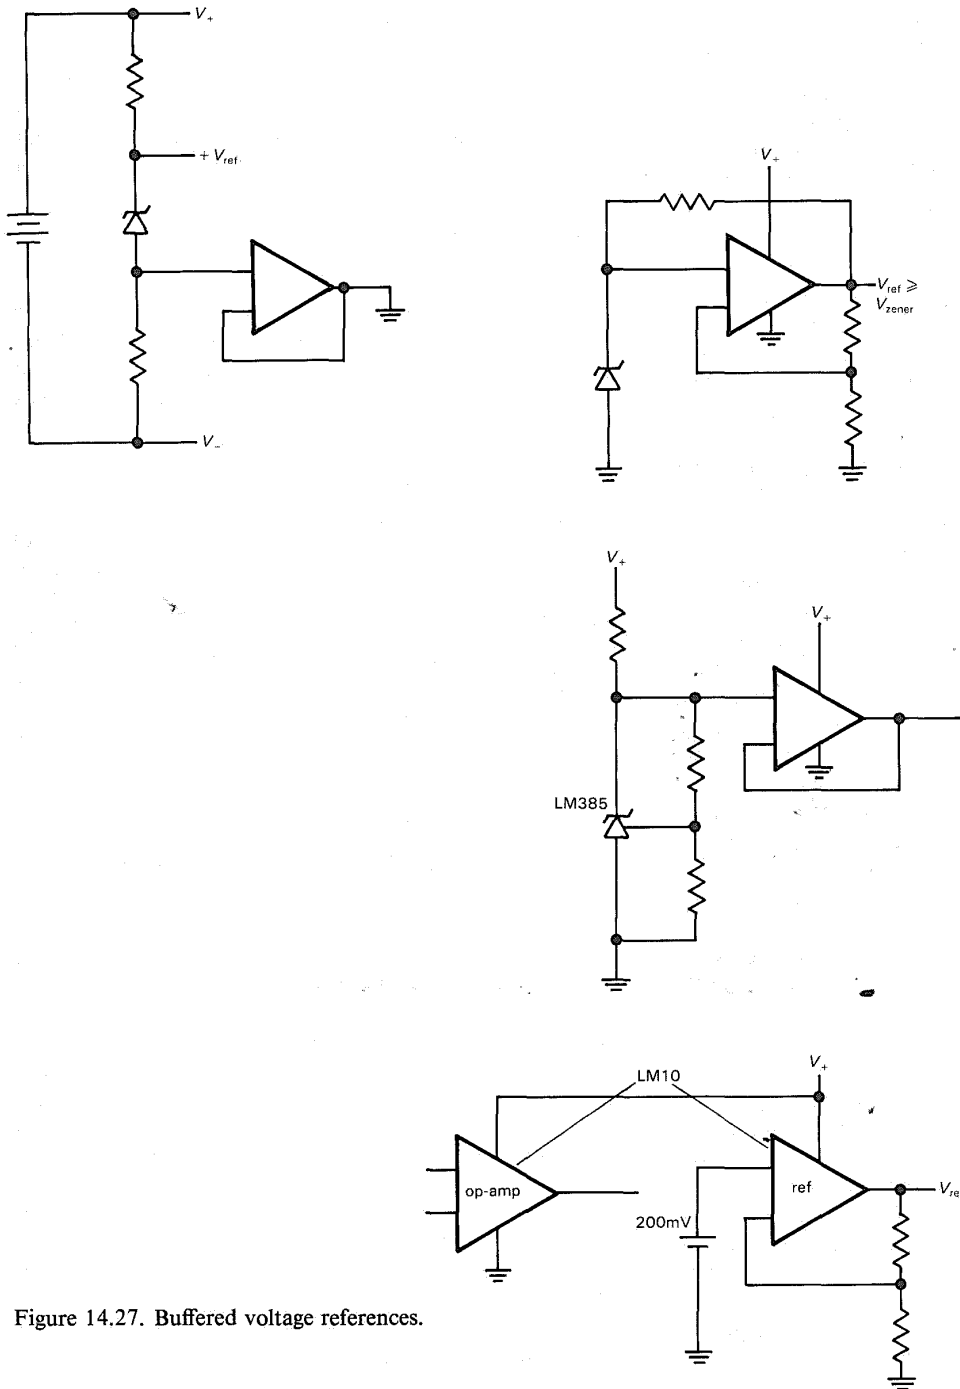 V+
+ Vref
V−
V+
Vref ⩾
Vzener
V+
V+
LM385
V+
LM10
op-amp
ref
200mV
Vre
Figure 14.27. Buffered voltage references.